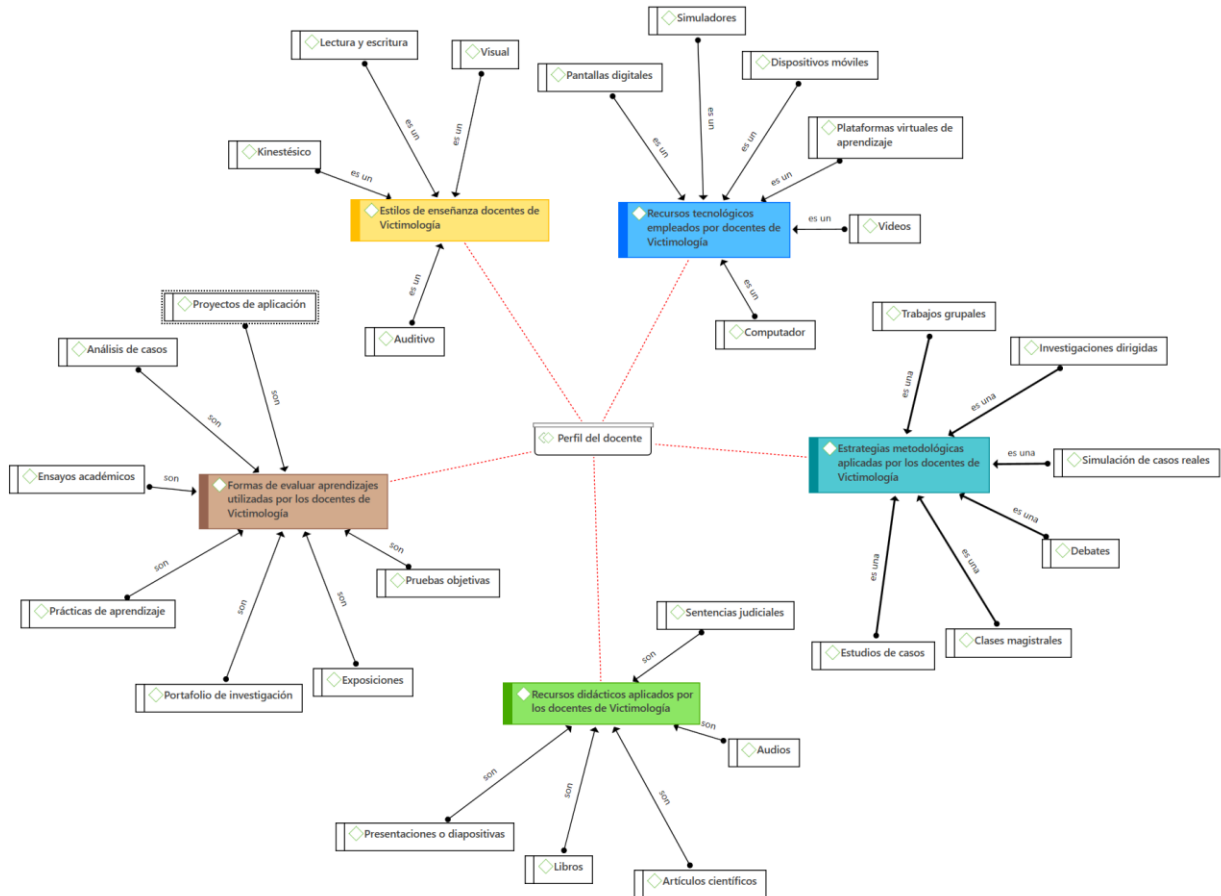 Simuladores
Lectura y escritura
Visual
Pantallas digitales
Dispositivos móviles
es un
es un
es un
es un
es un
Kinestésico
es un
Plataformas virtuales de
aprendizaje
es un
Estilos de enseñanza docentes de
Victimología
Recursos tecnológicos
empleados por docentes de
Victimología
es un
Videos
es un
es un
Proyectos de aplicación
Auditivo
Computador
Trabajos grupales
Análisis de casos
Investigaciones dirigidas
son
son
es una
es una
Perfil del docente
Ensayos académicos
son
Formas de evaluar aprendizajes
utilizadas por los docentes de
Victimología
Estrategias metodológicas
aplicadas por los docentes de
Victimología
es una
Simulación de casos reales
es una
Debates
son
son
son
son
Pruebas objetivas
es una
es una
Prácticas de aprendizaje
Sentencias judiciales
Estudios de casos
Clases magistrales
Portafolio de investigación
Exposiciones
son
Recursos didácticos aplicados por
los docentes de Victimología
son
Audios
son
son
son
Presentaciones o diapositivas
Libros
Artículos científicos